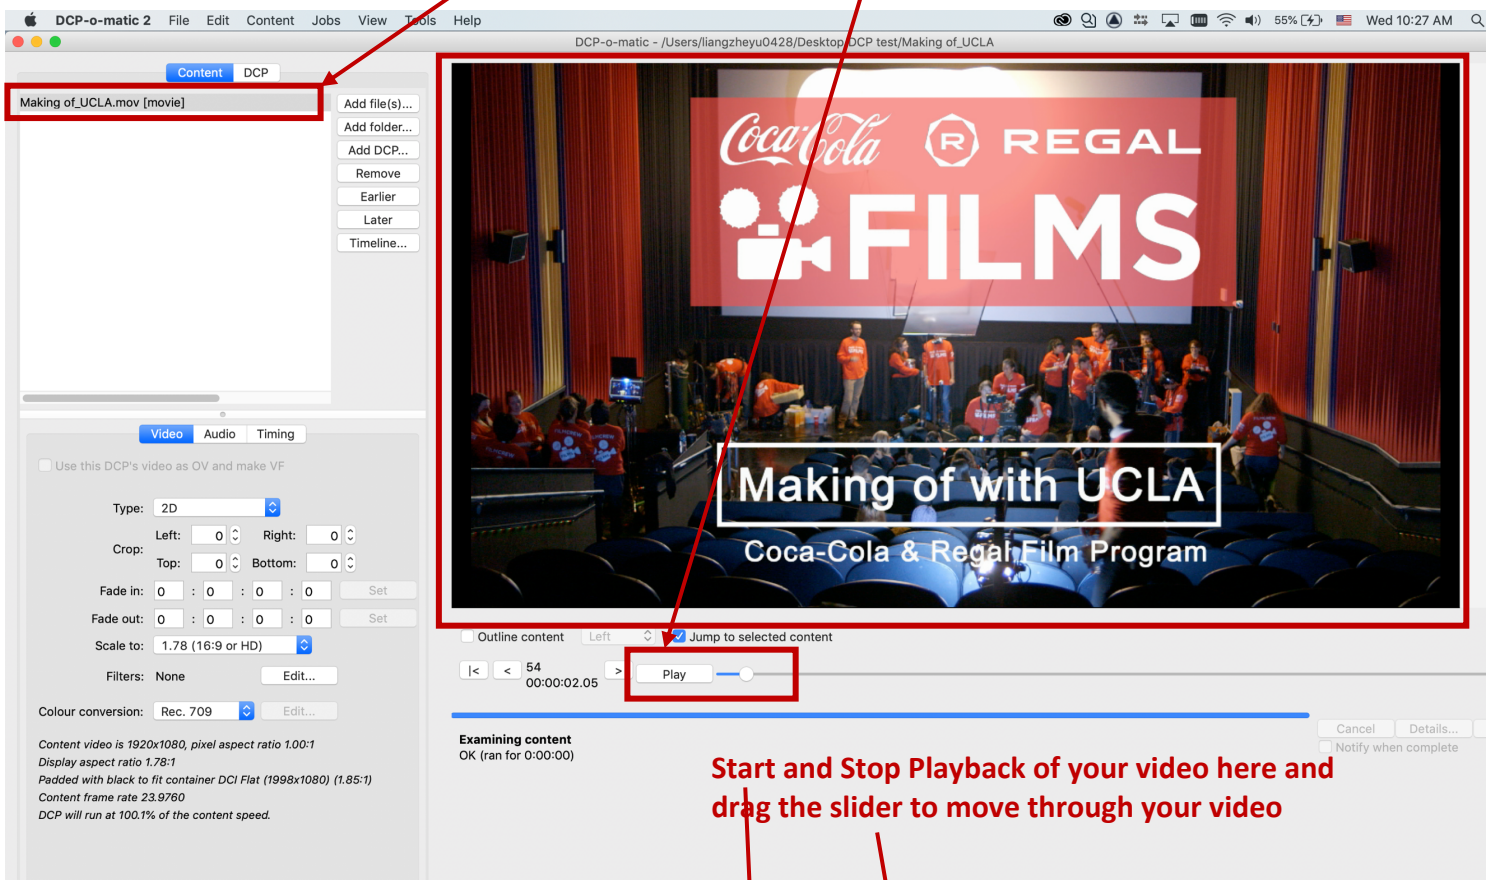 DCP-o-matic 2 File Edit Content Jobs View Tools Help 55% Wed 10:27 AM
DCP-o-matic - /Users/liangzheyu0428/Desktop/DCP test/Making of_UCLA
Content DCP
Making of_UCLA.mov [movie]
Add file(s)...
Add folder...
Add DCP...
Remove
Earlier
Later
Timeline...
Coca-Cola R REGAL
FILMS
Making of with UCLA
Coca-Cola & Regal Film Program
Video Audio Timing
Use this DCP's video as OV and make VF
Type: 2D
Crop: Left: 0 Right: 0
Top: 0 Bottom: 0
Fade in: 0 : 0 : 0 : 0 Set
Fade out: 0 : 0 : 0 : 0 Set
Scale to: 1.78 (16:9 or HD)
Filters: None Edit...
Colour conversion: Rec. 709 Edit...
Content video is 1920x1080, pixel aspect ratio 1.00:1
Display aspect ratio 1.78:1
Padded with black to fit container DCI Flat (1998x1080) (1.85:1)
Content frame rate 23.9760
DCP will run at 100.1% of the content speed.
Outline content Left Jump to selected content
|< < 54 > Play
00:00:02.05
Examining content
OK (ran for 0:00:00)
Cancel Details...
Notify when complete
Start and Stop Playback of your video here and
drag the slider to move through your video